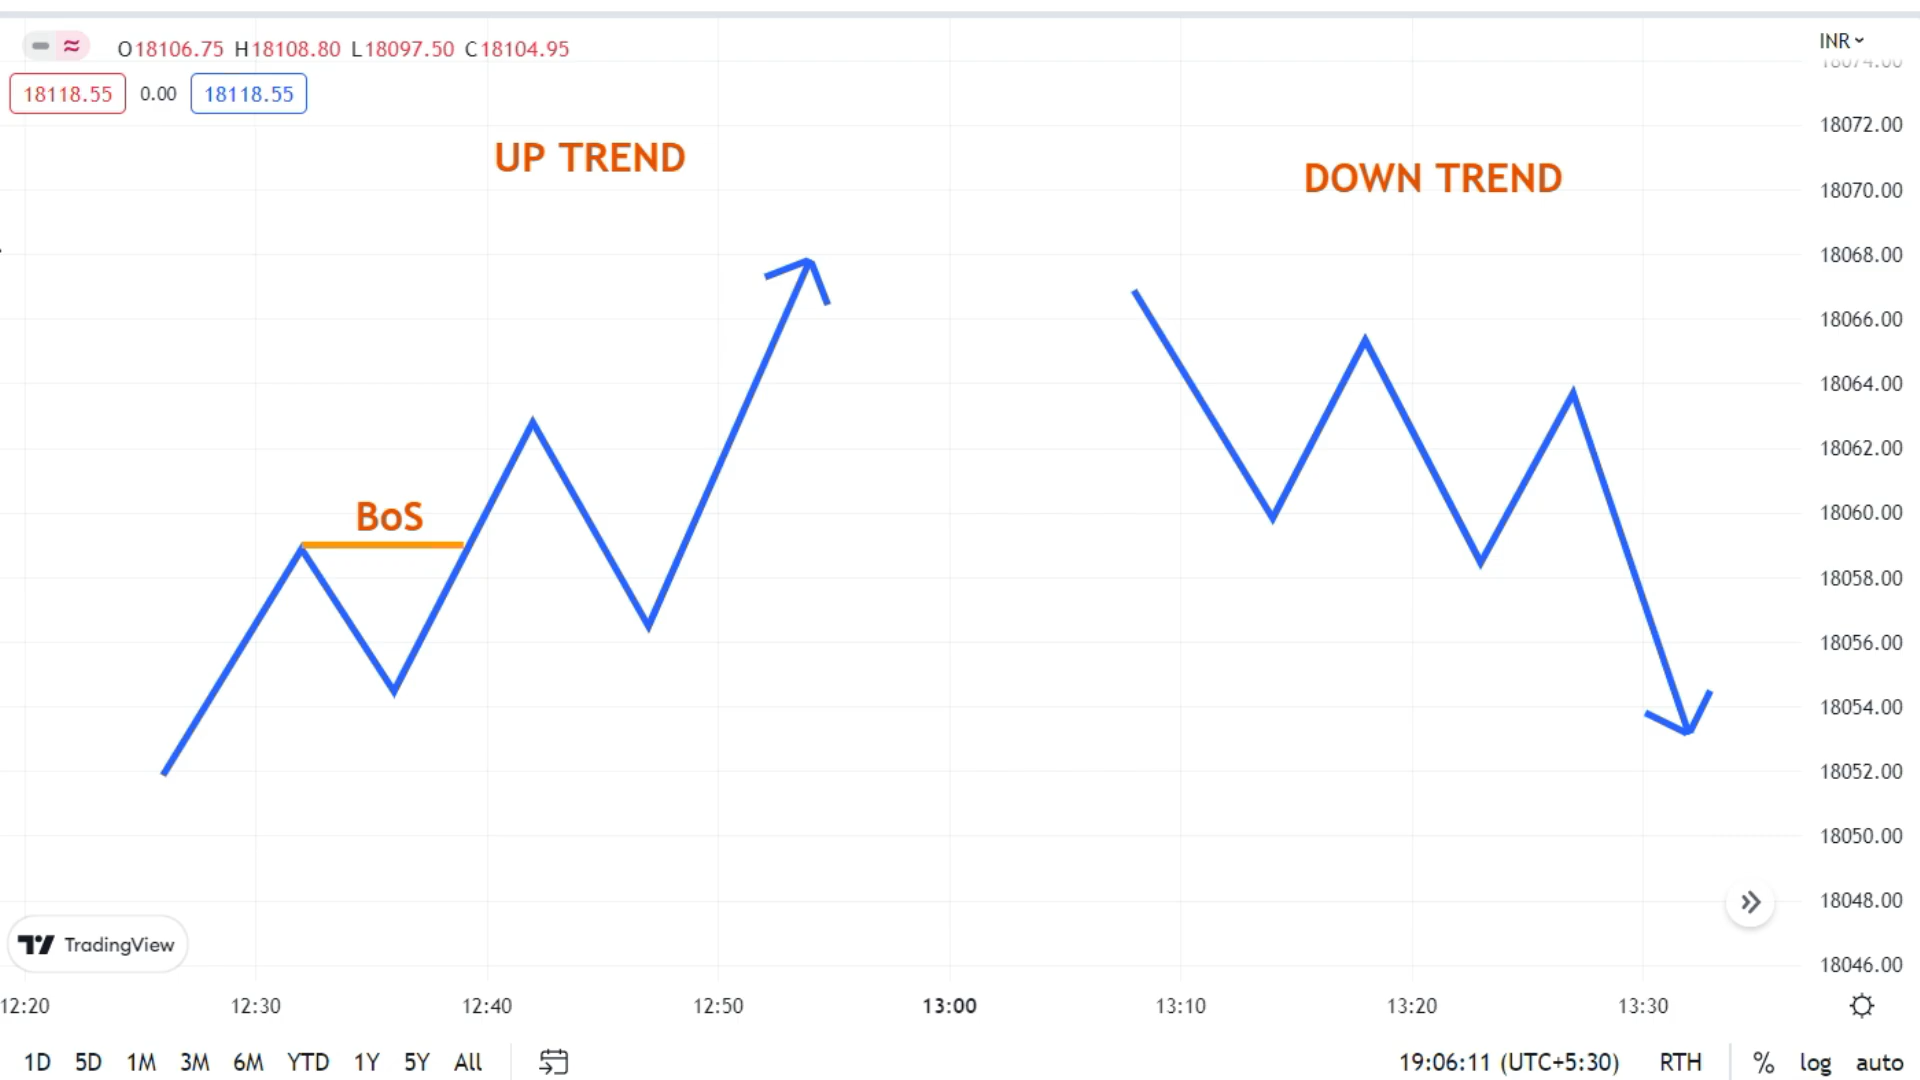 O18106.75 H18108.80 L18097.50 C18104.95
INR
18118.55 0.00 18118.55
18074.00
18072.00
UP TREND
DOWN TREND
18070.00
18068.00
18066.00
18064.00
18062.00
BoS
18060.00
18058.00
18056.00
18054.00
18052.00
18050.00
18048.00
TradingView
18046.00
12:20 12:30 12:40 12:50 13:00 13:10 13:20 13:30
1D 5D 1M 3M 6M YTD 1Y 5Y All 19:06:11 (UTC+5:30) RTH % log auto